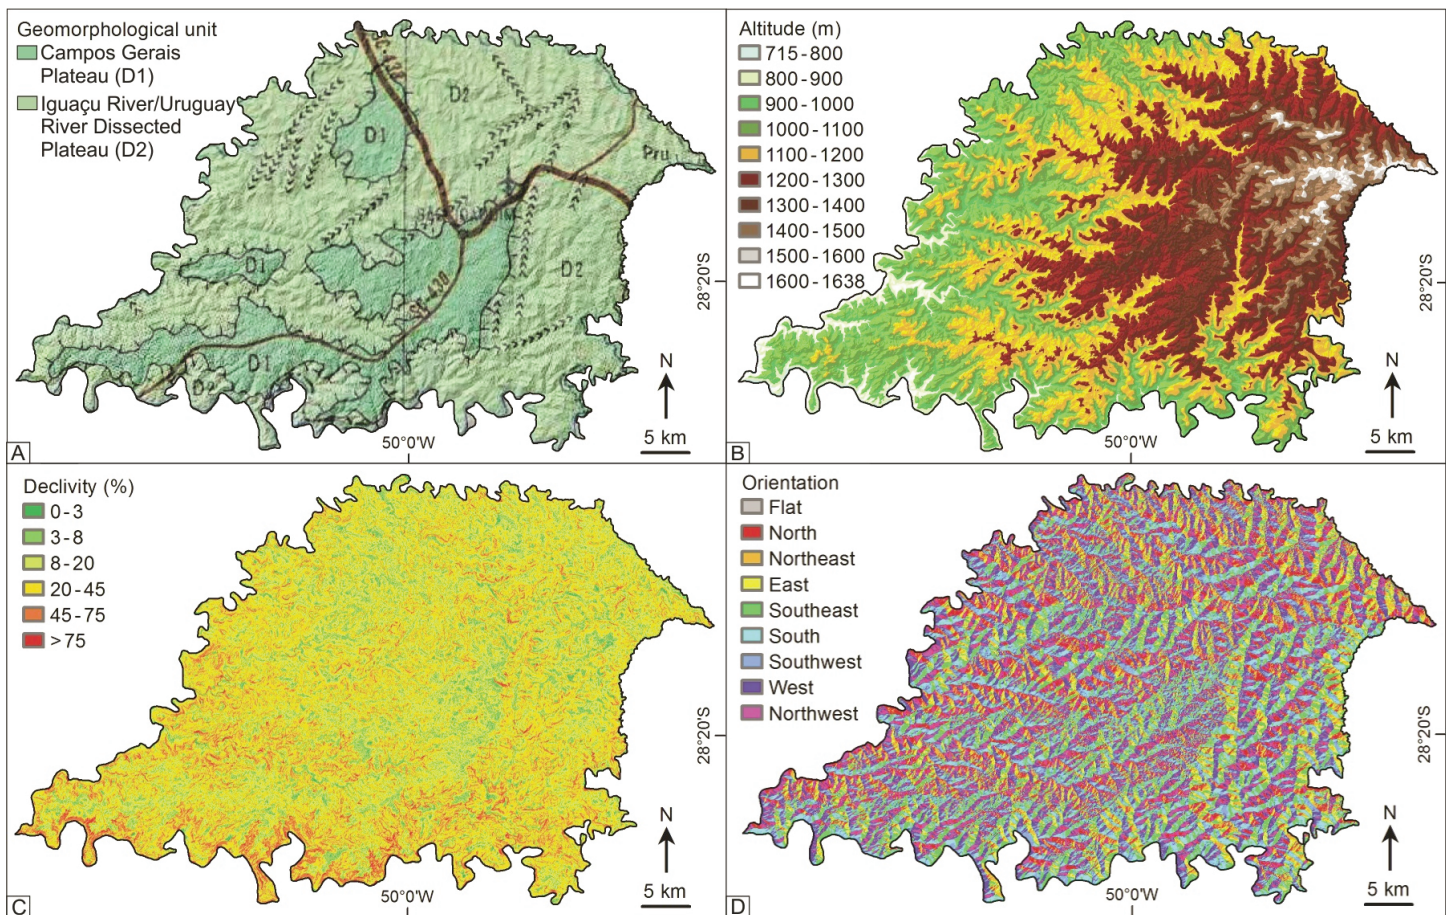 Geomorphological unit
Campos Gerais
Plateau (D1)
Iguaçu River/Uruguay
River Dissected
Plateau (D2)
D2
D1
Pru
D1
D2
D1
28°20'S
N
5 km
50°0'W
A
Altitude (m)
715-800
800-900
900-1000
1000-1100
1100-1200
1200-1300
1300-1400
1400-1500
1500-1600
1600-1638
28°20'S
N
5 km
50°0'W
B
Declivity (%)
0-3
3-8
8-20
20-45
45-75
>75
28°20'S
N
5 km
50°0'W
C
Orientation
Flat
North
Northeast
East
Southeast
South
Southwest
West
Northwest
28°20'S
N
5 km
50°0'W
D